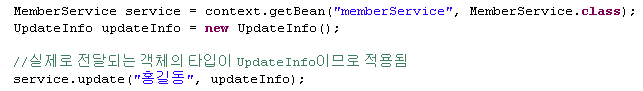 MemberService service = context.getBean("memberService", MemberService.class);
UpdateInfo updateInfo = new UpdateInfo();
//실제로 전달되는 객체의 타입이 UpdateInfo이므로 적용됨
service.update("홍길동", updateInfo);